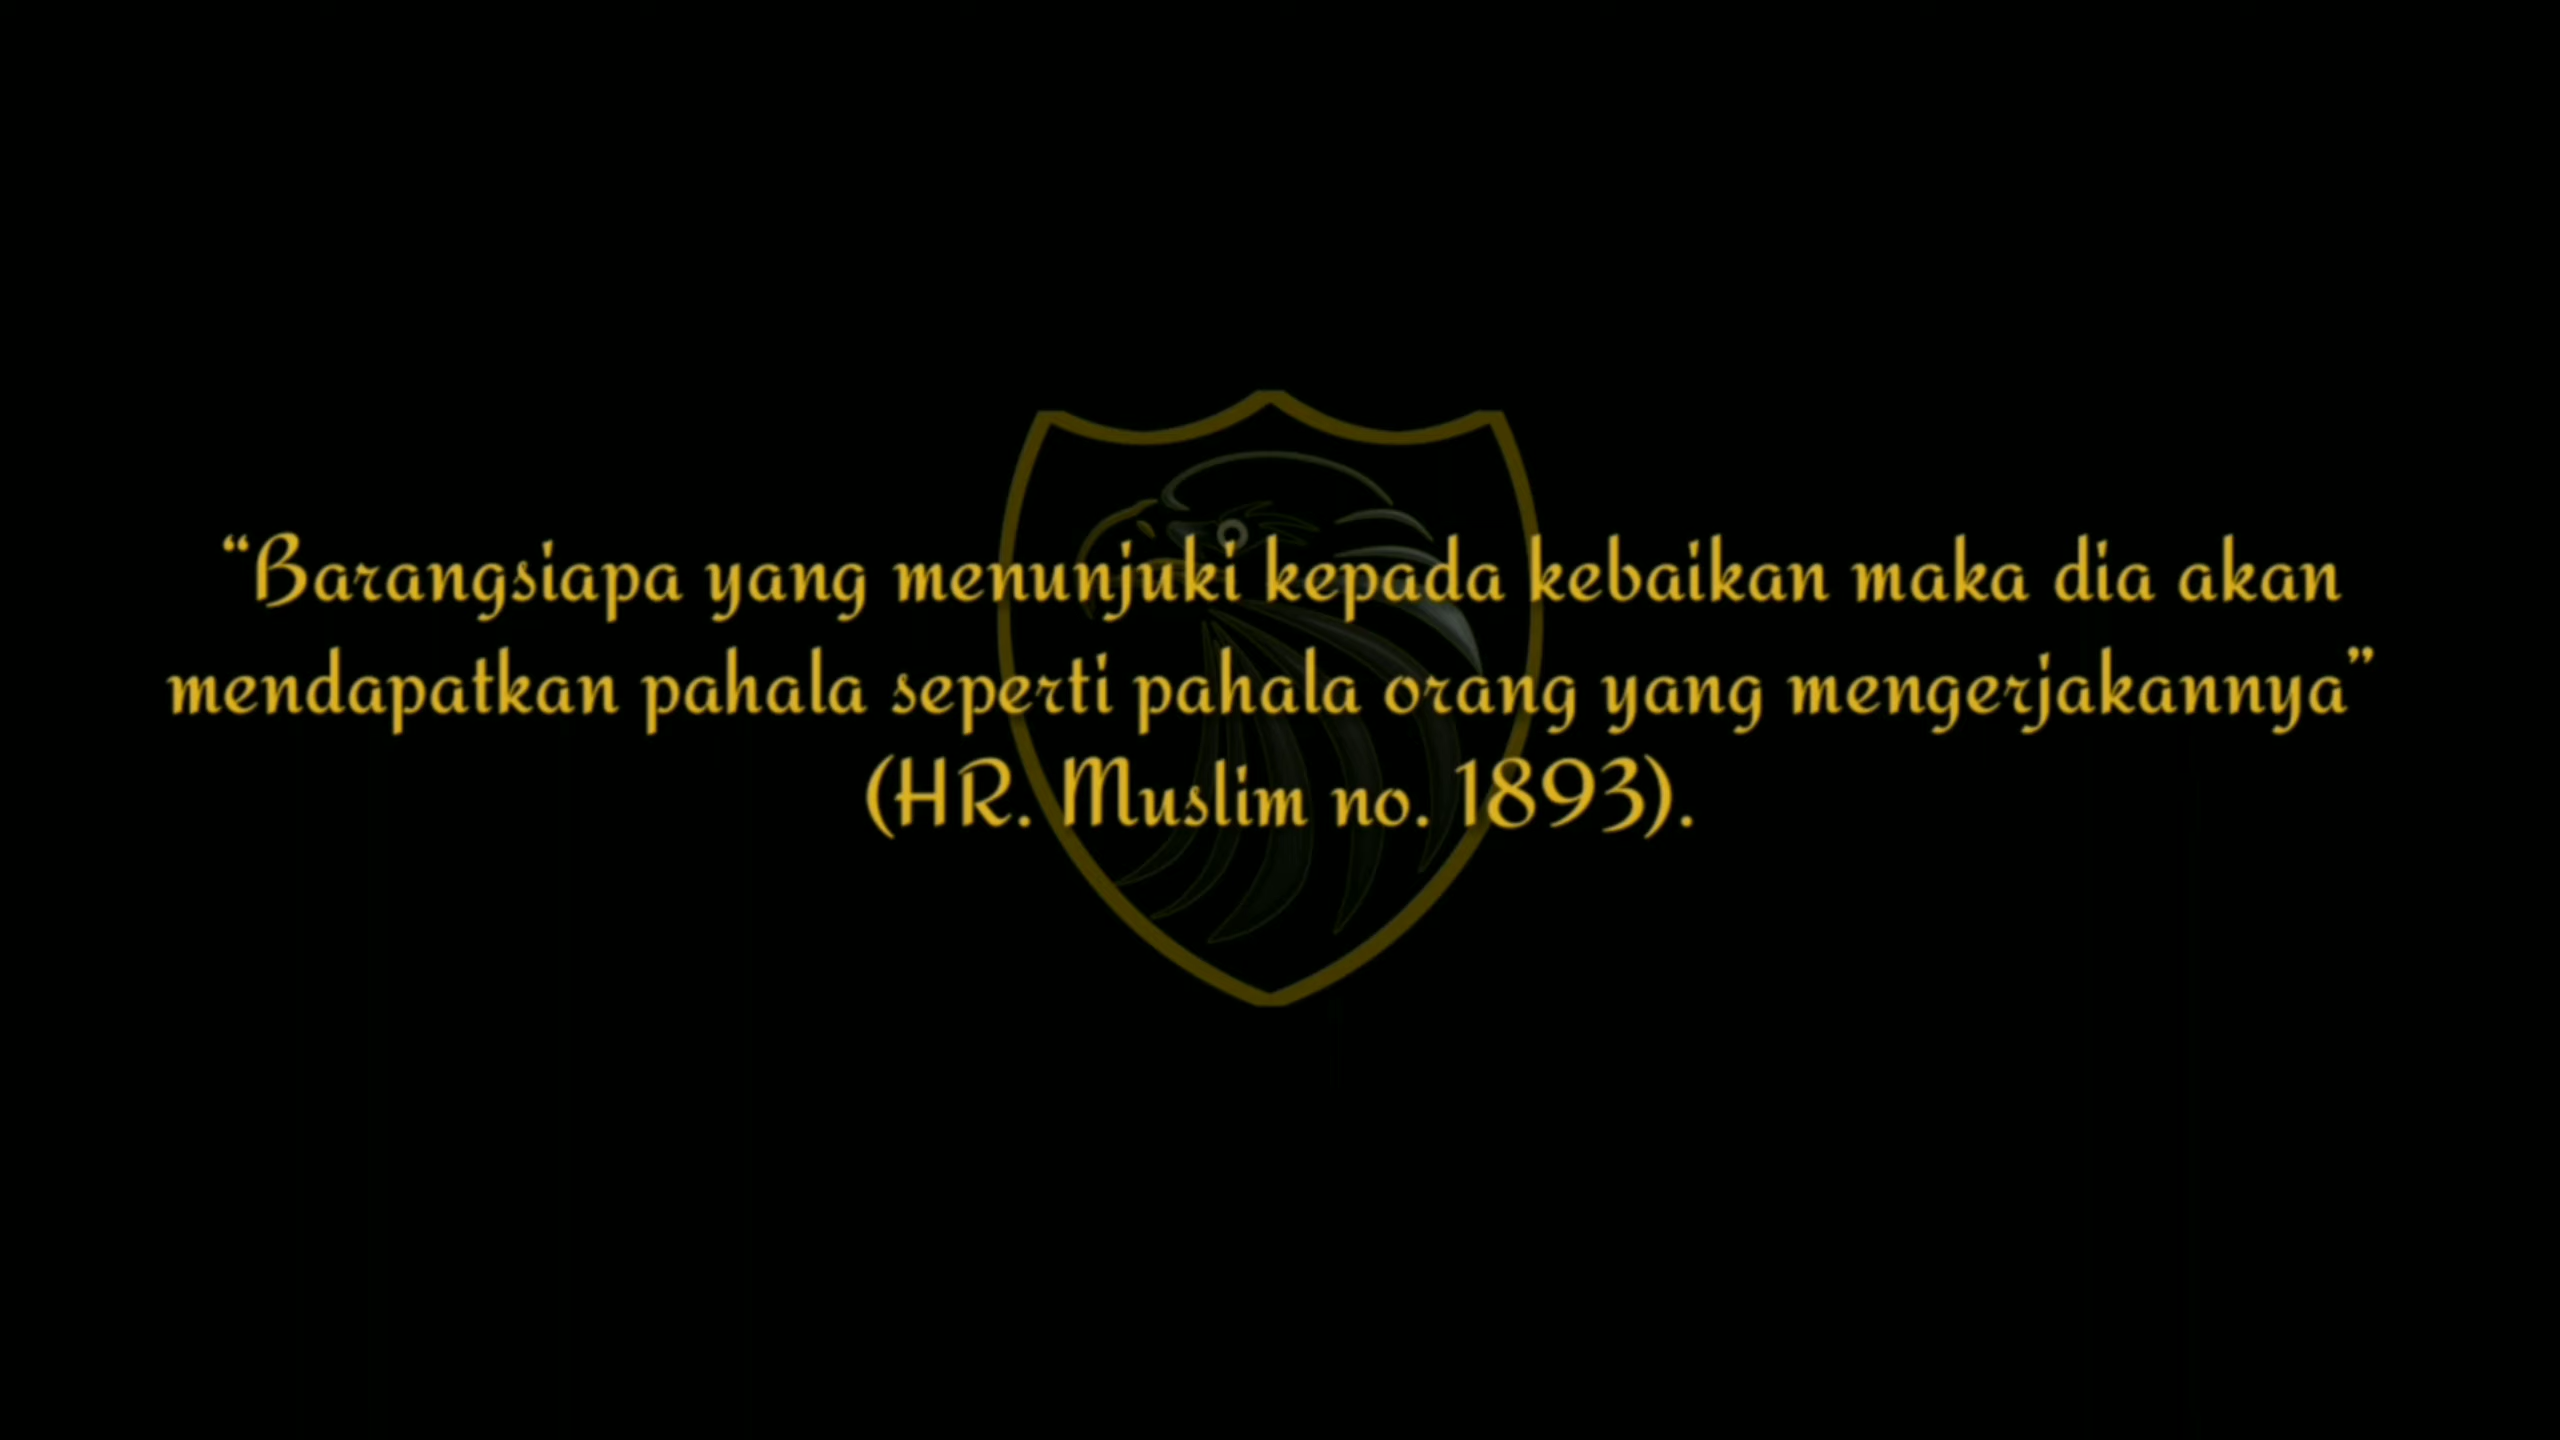 “Barangsiapa yang menunjuki kepada kebaikan maka dia akan
mendapatkan pahala seperti pahala orang yang mengerjakannya”
(HR. Muslim no. 1893).